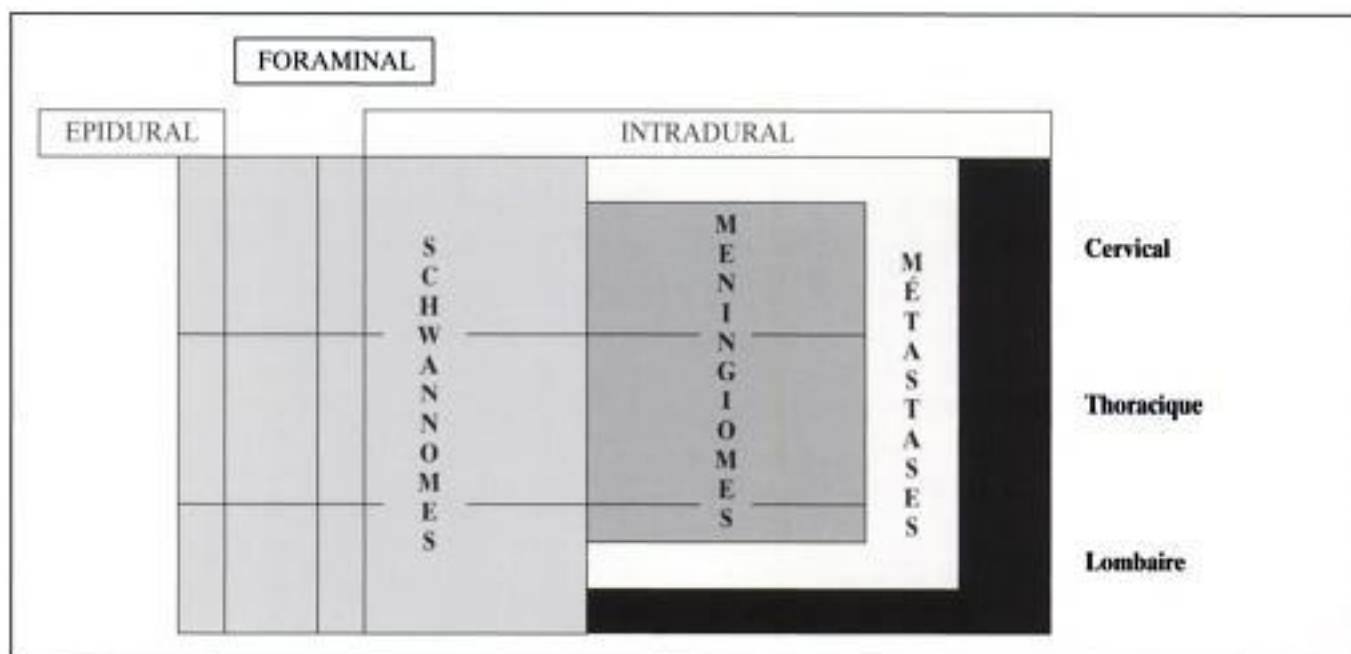 FORAMINAL
EPIDURAL
INTRADURAL
SCHWANNOMES
MENINGIOMES
MÉTASTASES
Cervical
Thoracique
Lombaire